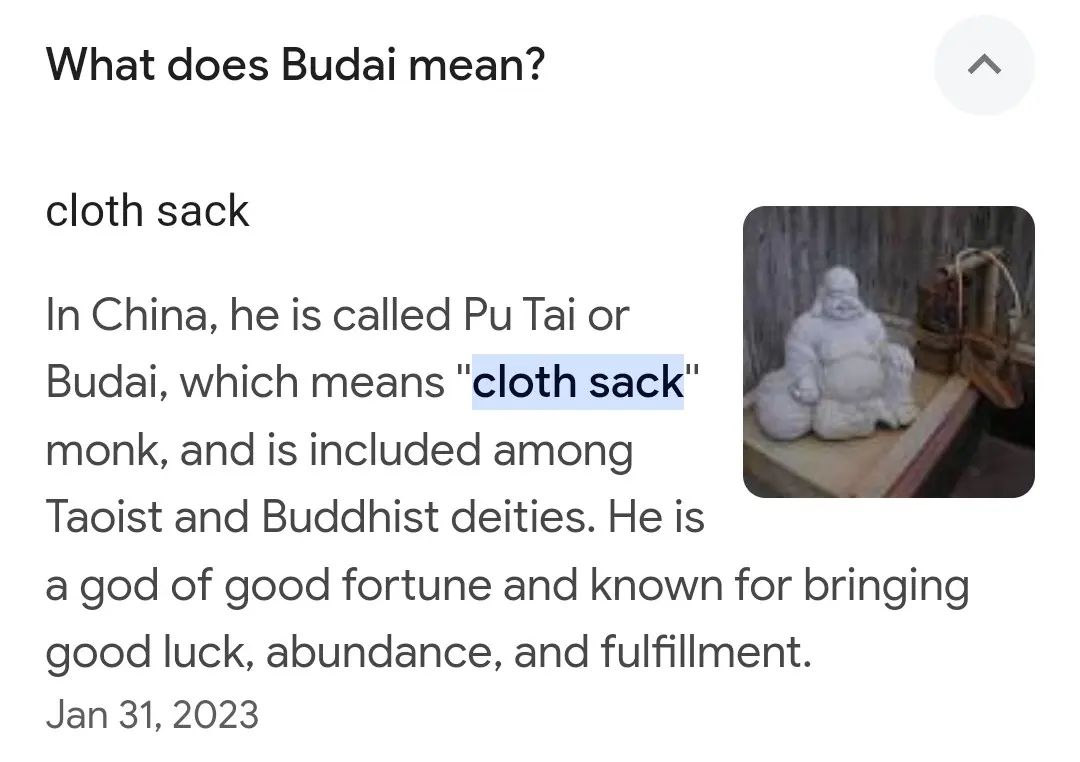 What does Budai mean?
cloth sack
In China, he is called Pu Tai or
Budai, which means "cloth sack"
monk, and is included among
Taoist and Buddhist deities. He is
a god of good fortune and known for bringing
good luck, abundance, and fulfillment.
Jan 31, 2023